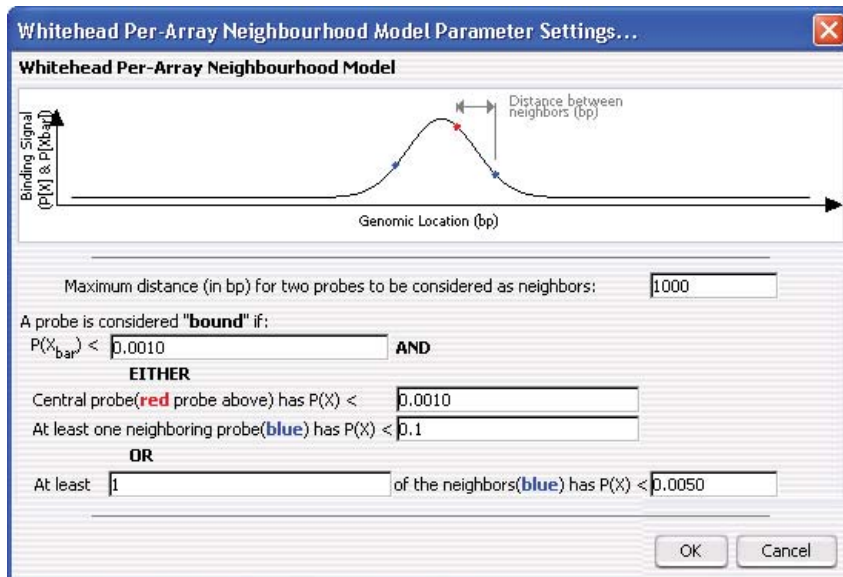 Whitehead Per-Array Neighbourhood Model Parameter Settings...
Whitehead Per-Array Neighbourhood Model
Binding Signal
(P[X] & P[Xbar])
Distance between
neighbors (bp)
Genomic Location (bp)
Maximum distance (in bp) for two probes to be considered as neighbors: 1000
A probe is considered "bound" if:
P(Xbar) < 0.0010 AND
EITHER
Central probe(red probe above) has P(X) < 0.0010
At least one neighboring probe(blue) has P(X) < 0.1
OR
At least 1 of the neighbors(blue) has P(X) < 0.0050
OK Cancel